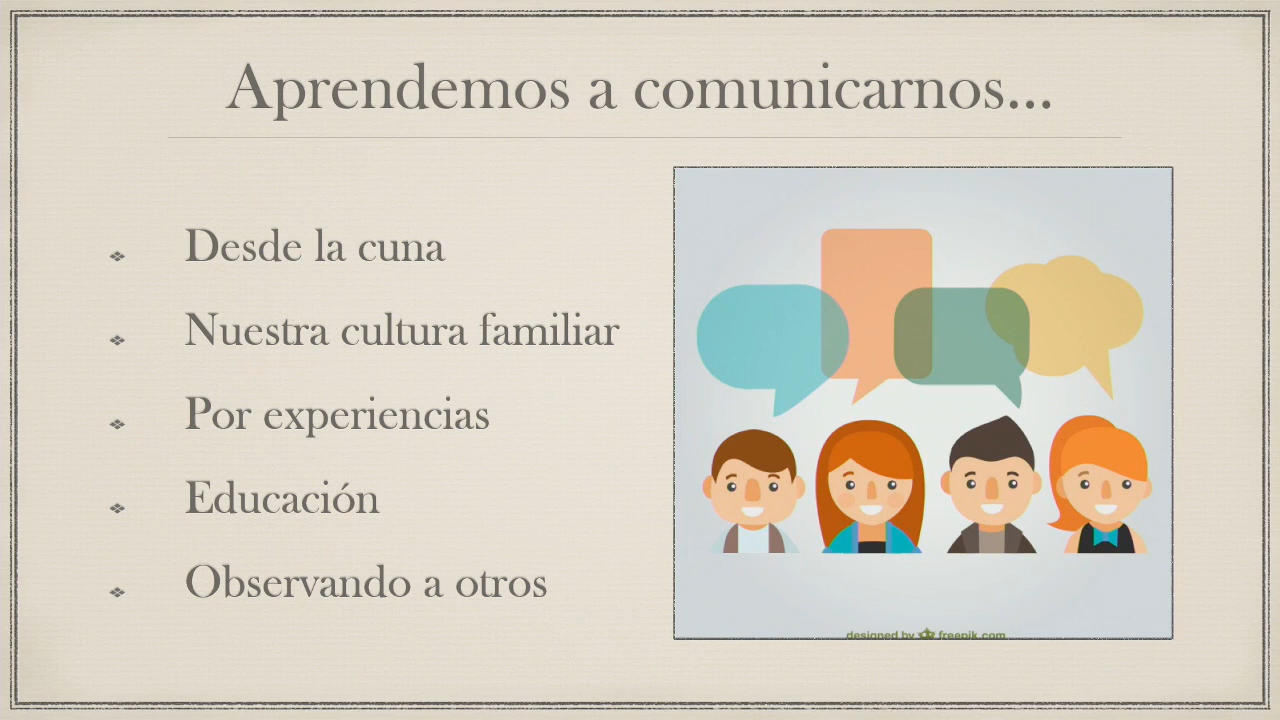 Aprendemos a comunicarnos...
Desde la cuna
Nuestra cultura familiar
Por experiencias
Educación
Observando a otros
designed by freepik.com